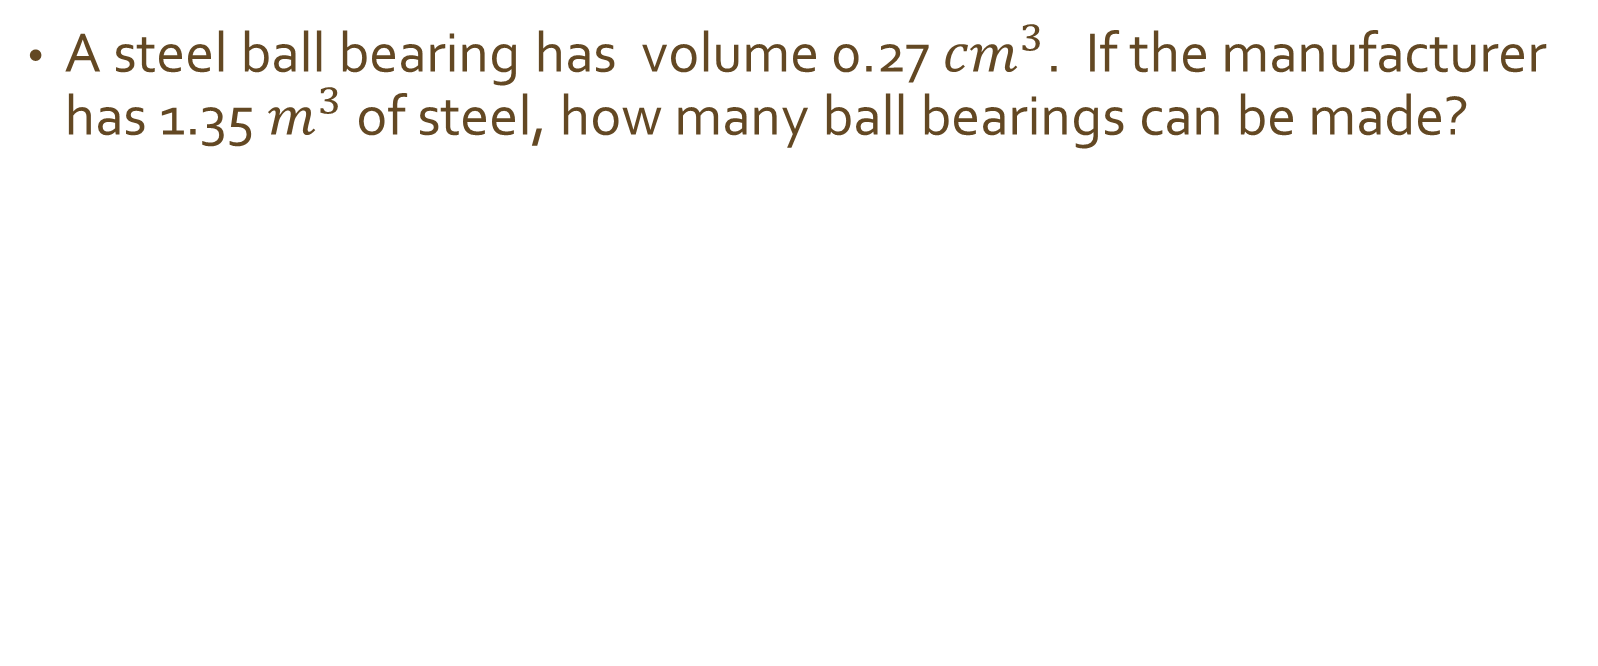 • A steel ball bearing has  volume 0.27 cm³.  If the manufacturer
has 1.35 m³ of steel, how many ball bearings can be made?